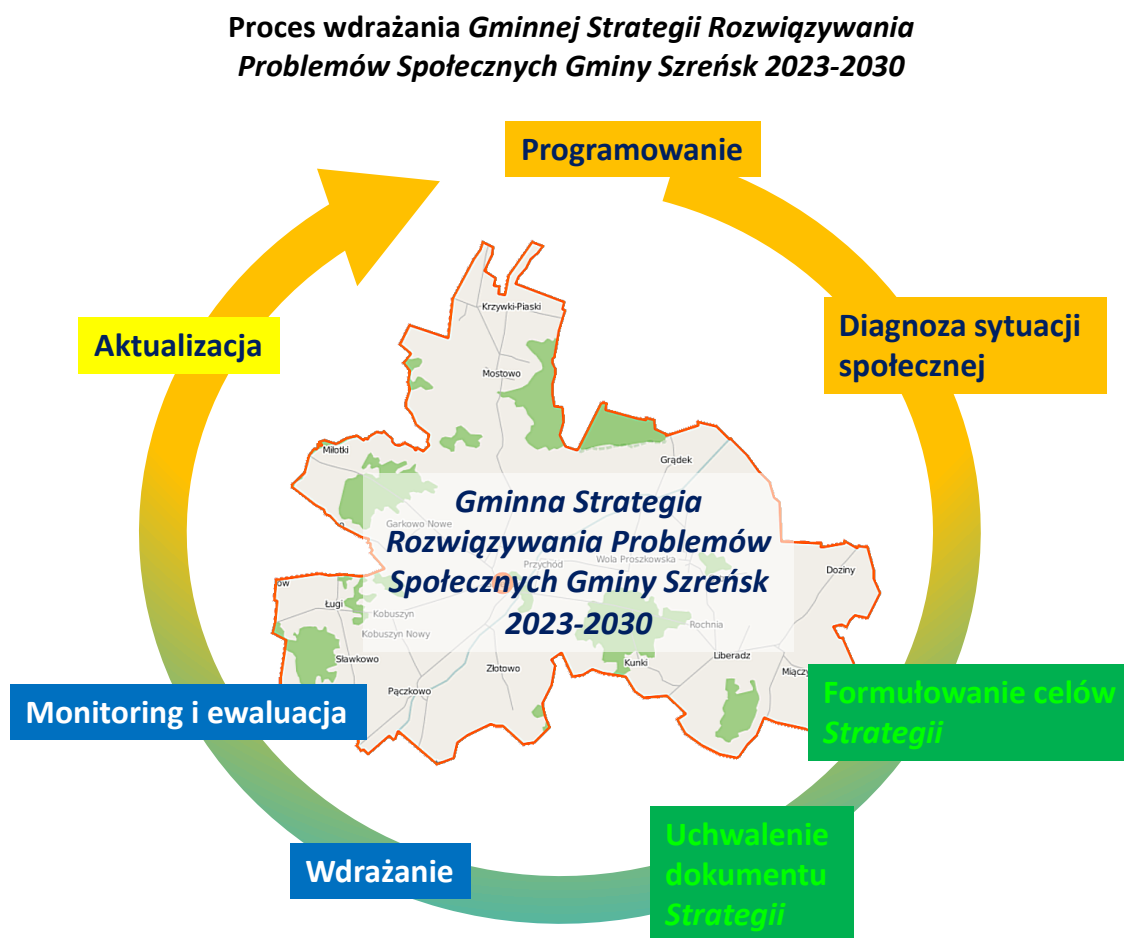 Proces wdrażania Gminnej Strategii Rozwiązywania
Problemów Społecznych Gminy Szreńsk 2023-2030
Programowanie
Diagnoza sytuacji
społecznej
Formułowanie celów
Strategii
Uchwalenie
dokumentu
Strategii
Wdrażanie
Monitoring i ewaluacja
Aktualizacja
Gminna Strategia
Rozwiązywania Problemów
Społecznych Gminy Szreńsk
2023-2030
Krzywki-Piaski
Mostowo
Miłotki
Grądek
Garkowo Nowe
Przychód
Wola Proszkowska
Doziny
Ługi
Kobuszyn
Kobuszyn Nowy
Rochnia
Sławkowo
Złotowo
Kunki
Liberadz
Pączkowo